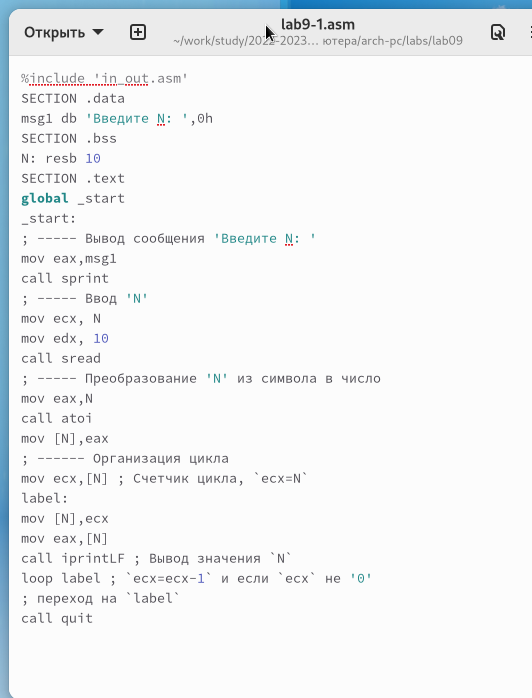 Открыть
lab9-1.asm
~/work/study/2022-2023… ютера/arch-pc/labs/lab09
%include 'in_out.asm'
SECTION .data
msg1 db 'Введите N: ',0h
SECTION .bss
N: resb 10
SECTION .text
global _start
_start:
; ----- Вывод сообщения 'Введите N: '
mov eax,msg1
call sprint
; ----- Ввод 'N'
mov ecx, N
mov edx, 10
call sread
; ----- Преобразование 'N' из символа в число
mov eax,N
call atoi
mov [N],eax
; ------ Организация цикла
mov ecx,[N] ; Счетчик цикла, `ecx=N`
label:
mov [N],ecx
mov eax,[N]
call iprintLF ; Вывод значения `N`
loop label ; `ecx=ecx-1` и если `ecx` не '0'
; переход на `label`
call quit